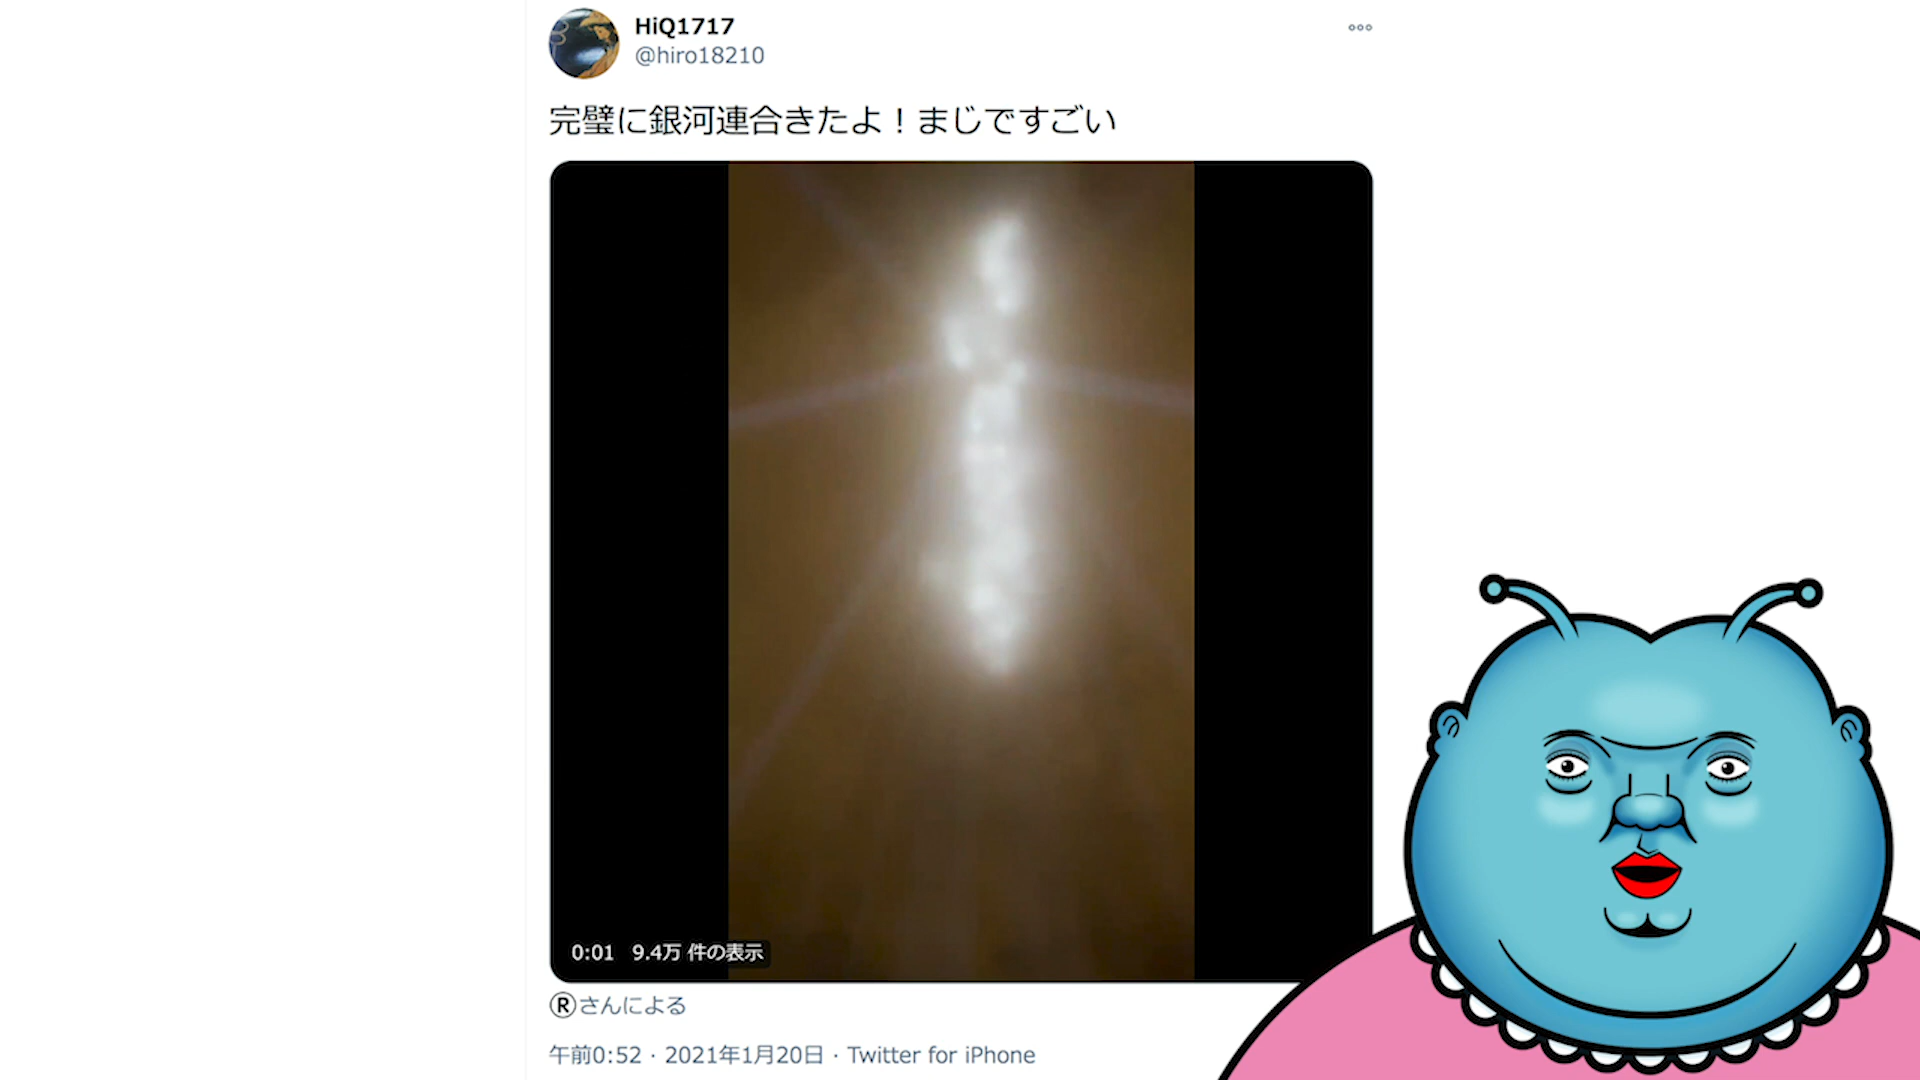 HiQ1717
@hiro18210
完璧に銀河連合きたよ！まじですごい
0:01 9.4万 件の表示
Ⓡさんによる
午前0:52 · 2021年1月20日 · Twitter for iPhone